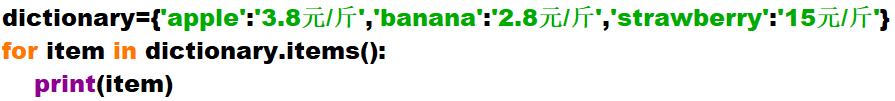 dictionary={'apple':'3.8元/斤','banana':'2.8元/斤','strawberry':'15元/斤'}
for item in dictionary.items():
    print(item)